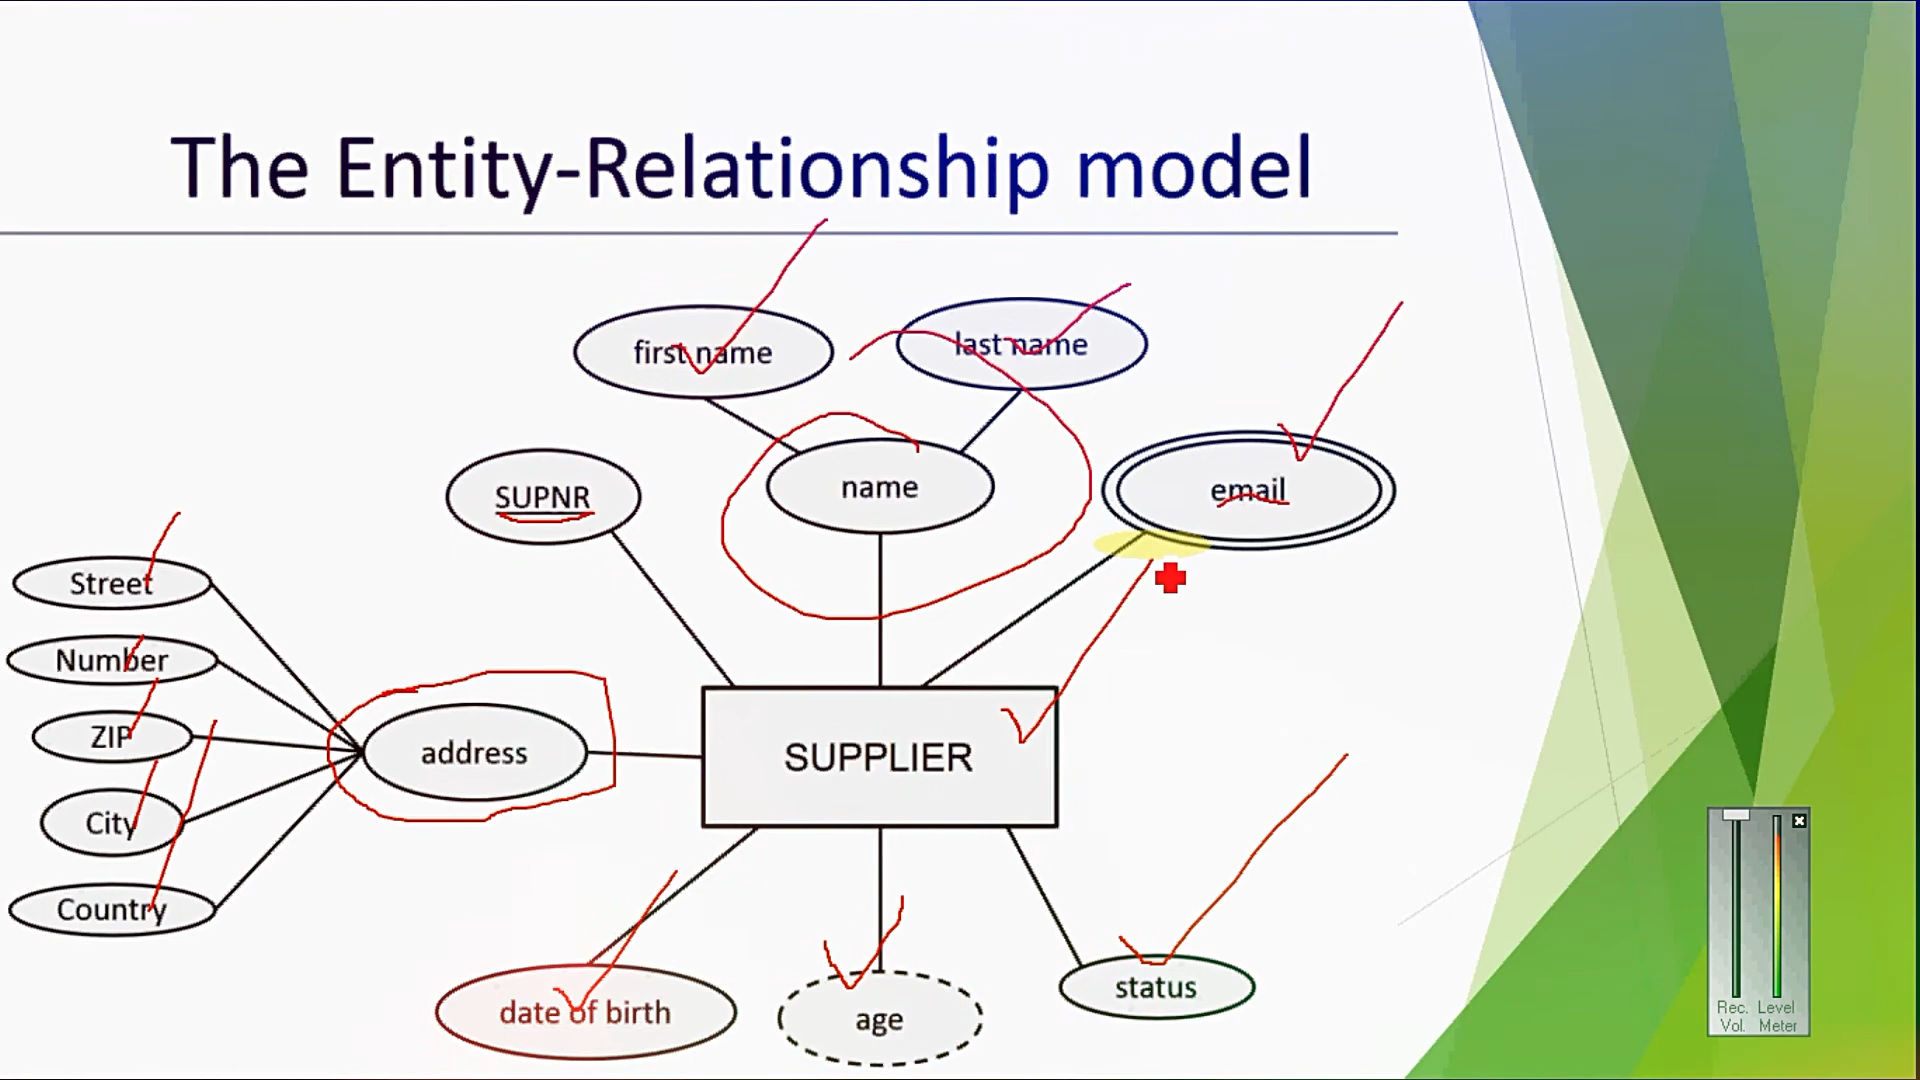 The Entity-Relationship model
first name
last name
SUPNR
name
email
Street
Number
ZIP
City
Country
address
SUPPLIER
date of birth
age
status
Rec. Level
Vol. Meter